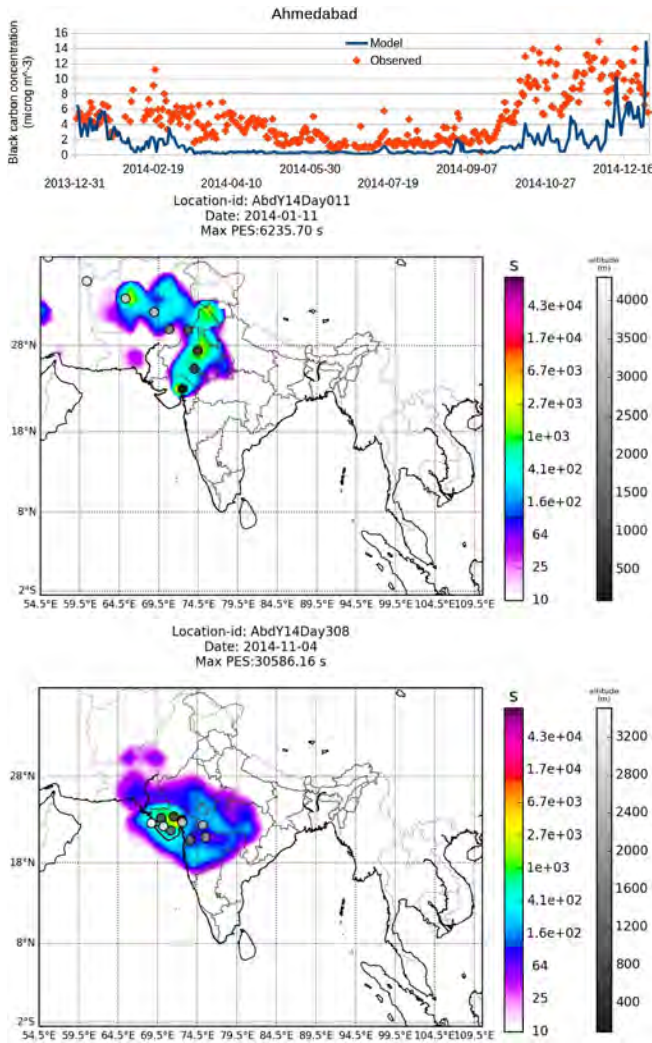 Ahmedabad
Black carbon concentration
(microg m^-3)
16
14
12
10
8
6
4
2
0
Model
Observed
2013-12-31 2014-02-19 2014-04-10 2014-05-30 2014-07-19 2014-09-07 2014-10-27 2014-12-16
Location-id: AbdY14Day011
Date: 2014-01-11
Max PES:6235.70 s
28°N
18°N
8°N
2°S
54.5°E 59.5°E 64.5°E 69.5°E 74.5°E 79.5°E 84.5°E 89.5°E 94.5°E 99.5°E 104.5°E 109.5°E
s
4.3e+04
1.7e+04
6.7e+03
2.7e+03
1e+03
4.1e+02
1.6e+02
64
25
10
altitude
(m)
4000
3500
3000
2500
2000
1500
1000
500
Location-id: AbdY14Day308
Date: 2014-11-04
Max PES:30586.16 s
28°N
18°N
8°N
2°S
54.5°E 59.5°E 64.5°E 69.5°E 74.5°E 79.5°E 84.5°E 89.5°E 94.5°E 99.5°E 104.5°E 109.5°E
s
4.3e+04
1.7e+04
6.7e+03
2.7e+03
1e+03
4.1e+02
1.6e+02
64
25
10
altitude
(m)
3200
2800
2400
2000
1600
1200
800
400